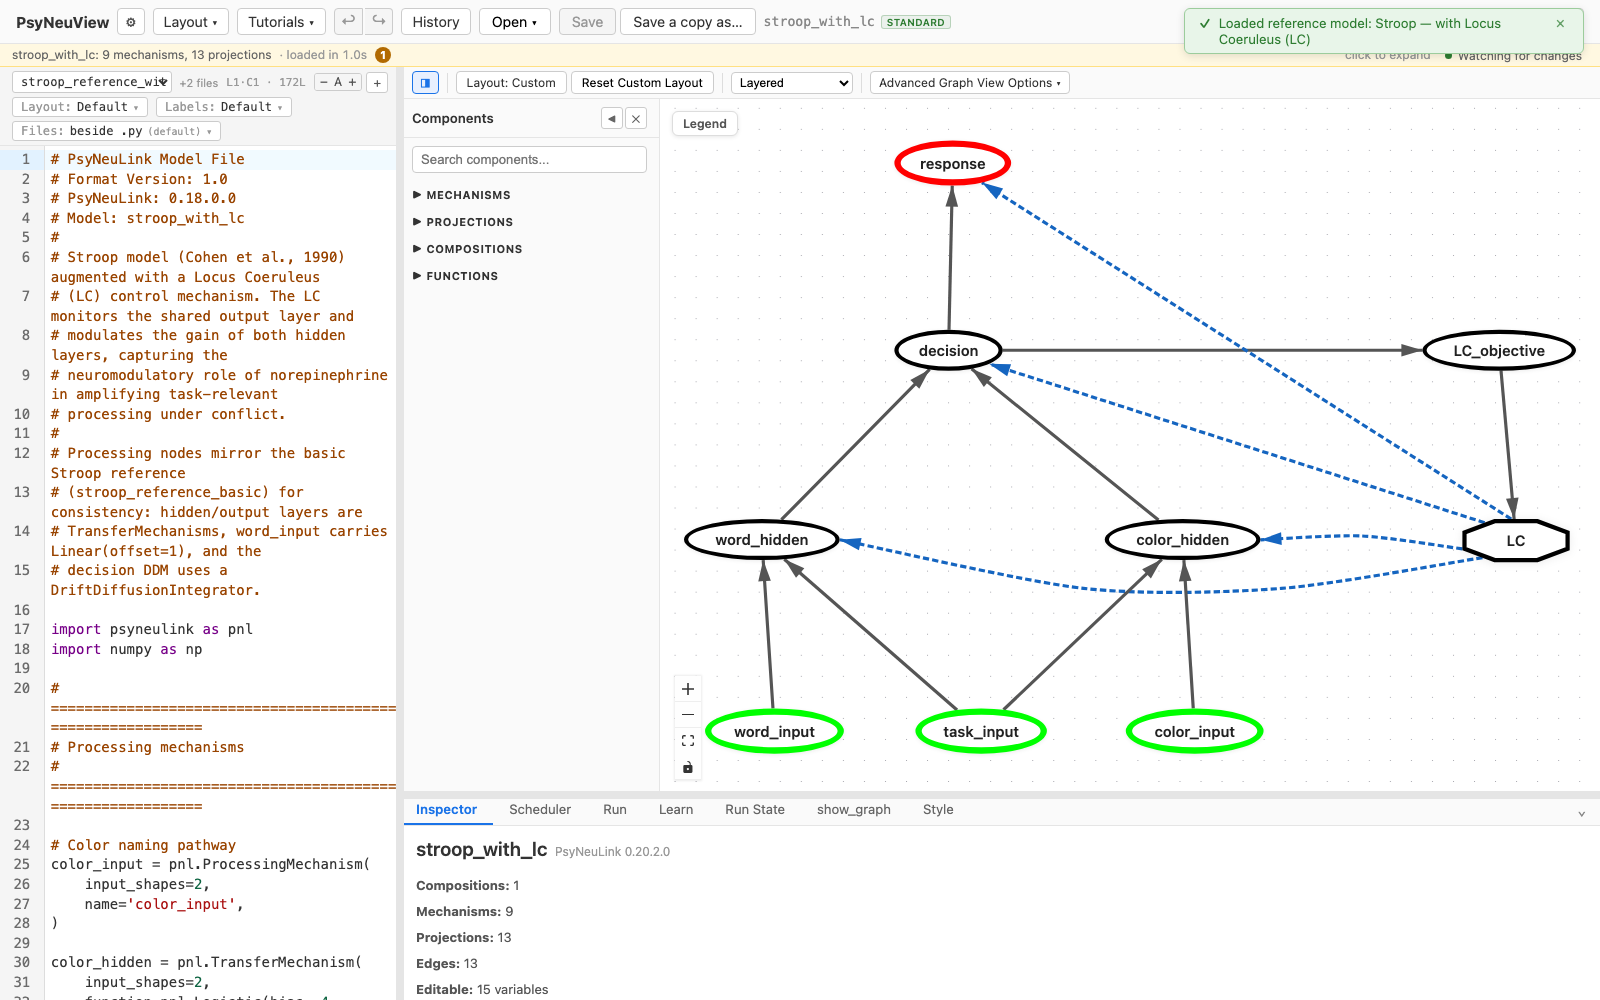 PsyNeuView ⚙ Layout ▾ Tutorials ▾ History Open ▾ Save Save a copy as... stroop_with_lc STANDARD
✓ Loaded reference model: Stroop — with Locus Coeruleus (LC) ✕
stroop_with_lc: 9 mechanisms, 13 projections · loaded in 1.0s 1 click to expand Watching for changes
+2 files L1:C1 · 172L − A + +
Layout: Default ▾ Labels: Default ▾
Files: beside .py (default) ▾
1 # PsyNeuLink Model File
2 # Format Version: 1.0
3 # PsyNeuLink: 0.18.0.0
4 # Model: stroop_with_lc
5 #
6 # Stroop model (Cohen et al., 1990)
augmented with a Locus Coeruleus
7 # (LC) control mechanism. The LC
monitors the shared output layer and
8 # modulates the gain of both hidden
layers, capturing the
9 # neuromodulatory role of norepinephrine
in amplifying task-relevant
10 # processing under conflict.
11 #
12 # Processing nodes mirror the basic
Stroop reference
13 # (stroop_reference_basic) for
consistency: hidden/output layers are
14 # TransferMechanisms, word_input carries
Linear(offset=1), and the
15 # decision DDM uses a
DriftDiffusionIntegrator.
16
17 import psyneulink as pnl
18 import numpy as np
19
20 #
=========================================
==================
21 # Processing mechanisms
22 #
=========================================
==================
23
24 # Color naming pathway
25 color_input = pnl.ProcessingMechanism(
26 input_shapes=2,
27 name='color_input',
28 )
29
30 color_hidden = pnl.TransferMechanism(
31 input_shapes=2,
Layout: Custom Reset Custom Layout Layered Advanced Graph View Options ▾
Components ◀ ✕
Search components...
▶ MECHANISMS
▶ PROJECTIONS
▶ COMPOSITIONS
▶ FUNCTIONS
Legend
response
decision
LC_objective
word_hidden
color_hidden
LC
word_input
task_input
color_input
Inspector Scheduler Run Learn Run State show_graph Style
stroop_with_lc PsyNeuLink 0.20.2.0
Compositions: 1
Mechanisms: 9
Projections: 13
Edges: 13
Editable: 15 variables